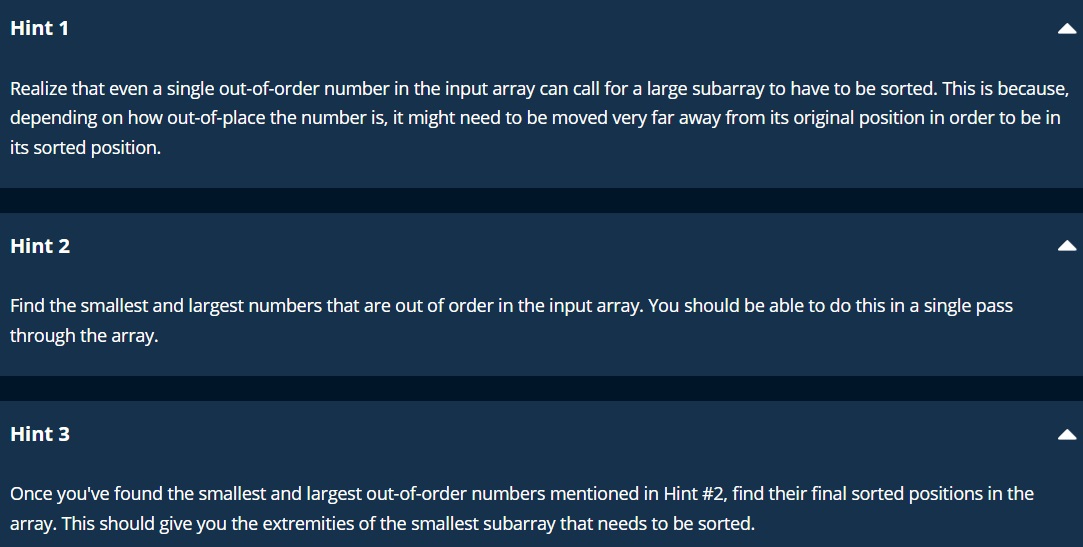 Hint 1
Realize that even a single out-of-order number in the input array can call for a large subarray to have to be sorted. This is because,
depending on how out-of-place the number is, it might need to be moved very far away from its original position in order to be in
its sorted position.
Hint 2
Find the smallest and largest numbers that are out of order in the input array. You should be able to do this in a single pass
through the array.
Hint 3
Once you've found the smallest and largest out-of-order numbers mentioned in Hint #2, find their final sorted positions in the
array. This should give you the extremities of the smallest subarray that needs to be sorted.